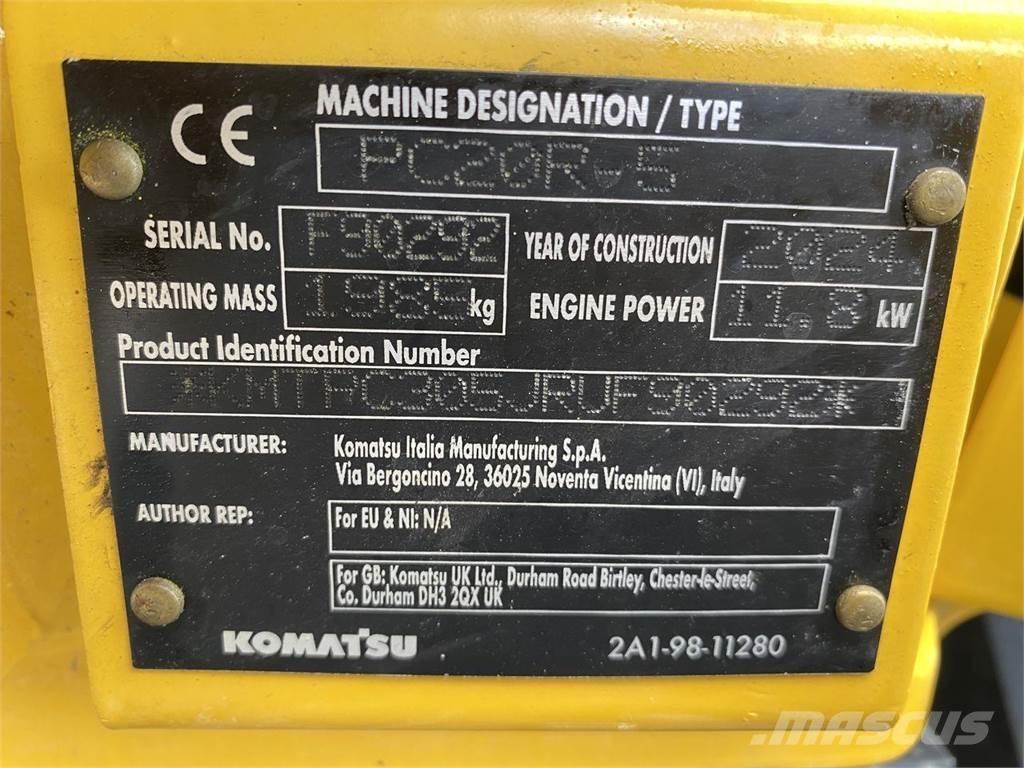 CE
MACHINE DESIGNATION / TYPE
PC20R-5
SERIAL No. F90292
YEAR OF CONSTRUCTION 2024
OPERATING MASS 1.985 kg
ENGINE POWER 11.8 kW
Product Identification Number
*KMTPC305JRUF90292*
MANUFACTURER: Komatsu Italia Manufacturing S.p.A.
Via Bergoncino 28, 36025 Noventa Vicentina (VI), Italy
AUTHOR REP: For EU & NI: N/A
For GB: Komatsu UK Ltd., Durham Road Birtley, Chester-le-Street,
Co. Durham DH3 2QX UK
KOMATSU
2A1-98-11280
MASCUS